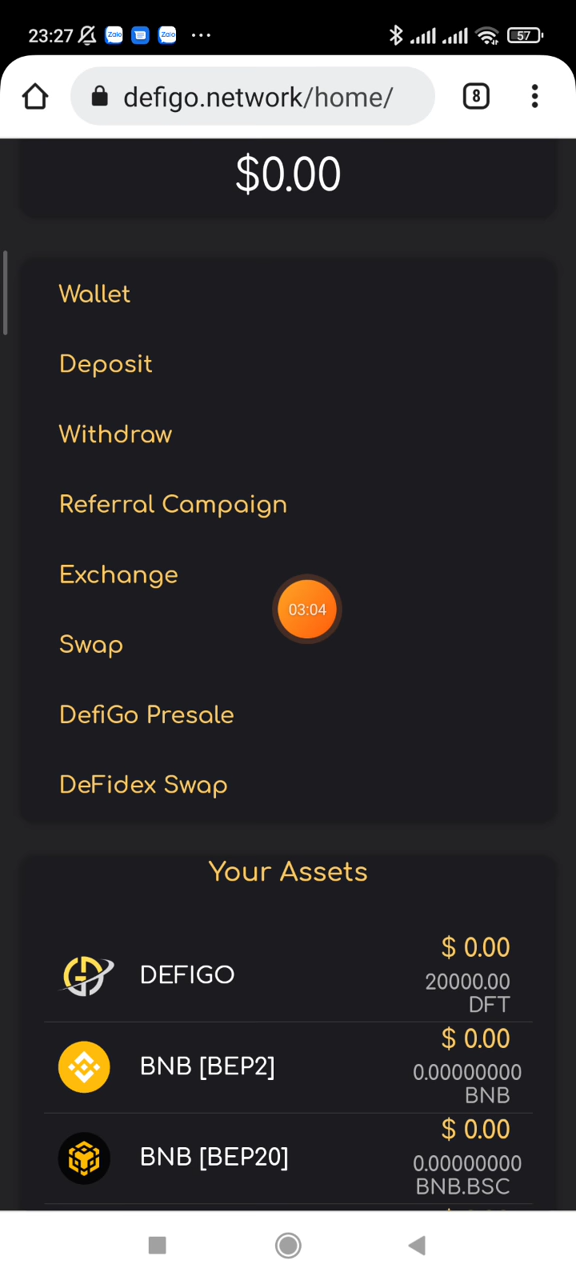 23:27 Zalo Zalo ... 57
defigo.network/home/ 8
$0.00
Wallet
Deposit
Withdraw
Referral Campaign
Exchange
03:04
Swap
DefiGo Presale
DeFidex Swap
Your Assets
$ 0.00
DEFIGO 20000.00
DFT
$ 0.00
BNB [BEP2] 0.00000000
BNB
$ 0.00
BNB [BEP20] 0.00000000
BNB.BSC